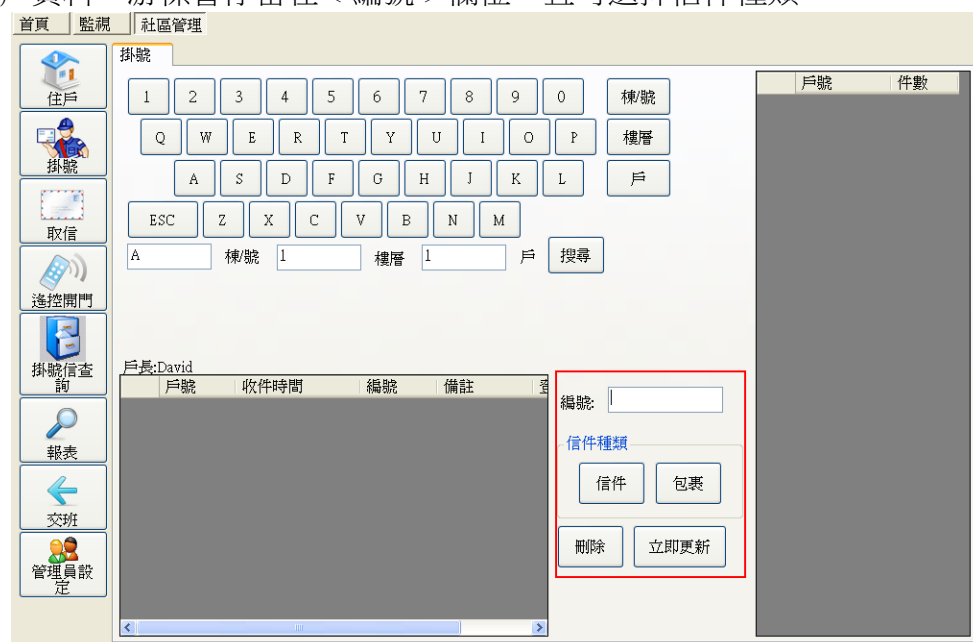 首頁 監視 社區管理
住戶
掛號
取信
遙控開門
掛號信查
詢
報表
交班
管理員設
定
掛號
1 2 3 4 5 6 7 8 9 0 棟/號
Q W E R T Y U I O P 樓層
A S D F G H J K L 戶
ESC Z X C V B N M
A 棟/號 1 樓層 1 戶 搜尋
戶長:David
戶號 收件時間 編號 備註
編號:
信件種類
信件 包裹
刪除 立即更新
戶號 件數